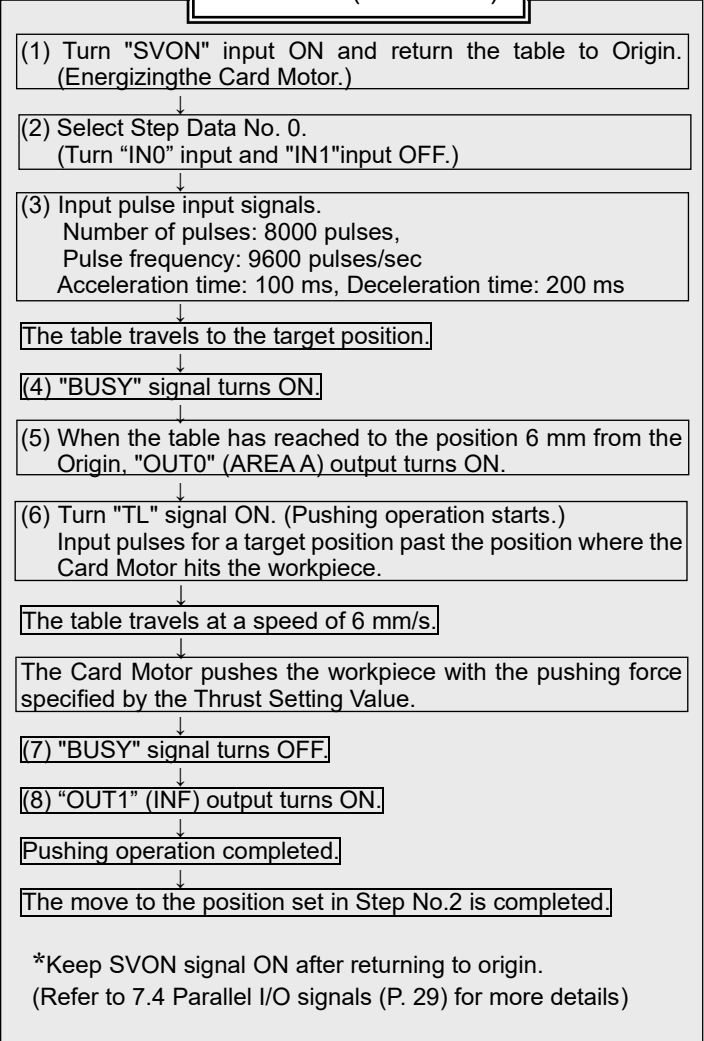 (1) Turn "SVON" input ON and return the table to Origin.
(Energizingthe Card Motor.)
↓
(2) Select Step Data No. 0.
(Turn “IN0” input and "IN1"input OFF.)
↓
(3) Input pulse input signals.
Number of pulses: 8000 pulses,
Pulse frequency: 9600 pulses/sec
Acceleration time: 100 ms, Deceleration time: 200 ms
↓
The table travels to the target position.
↓
(4) "BUSY" signal turns ON.
↓
(5) When the table has reached to the position 6 mm from the
Origin, "OUT0" (AREA A) output turns ON.
↓
(6) Turn "TL" signal ON. (Pushing operation starts.)
Input pulses for a target position past the position where the
Card Motor hits the workpiece.
↓
The table travels at a speed of 6 mm/s.
↓
The Card Motor pushes the workpiece with the pushing force
specified by the Thrust Setting Value.
↓
(7) "BUSY" signal turns OFF.
↓
(8) “OUT1” (INF) output turns ON.
↓
Pushing operation completed.
↓
The move to the position set in Step No.2 is completed.
*Keep SVON signal ON after returning to origin.
(Refer to 7.4 Parallel I/O signals (P. 29) for more details)